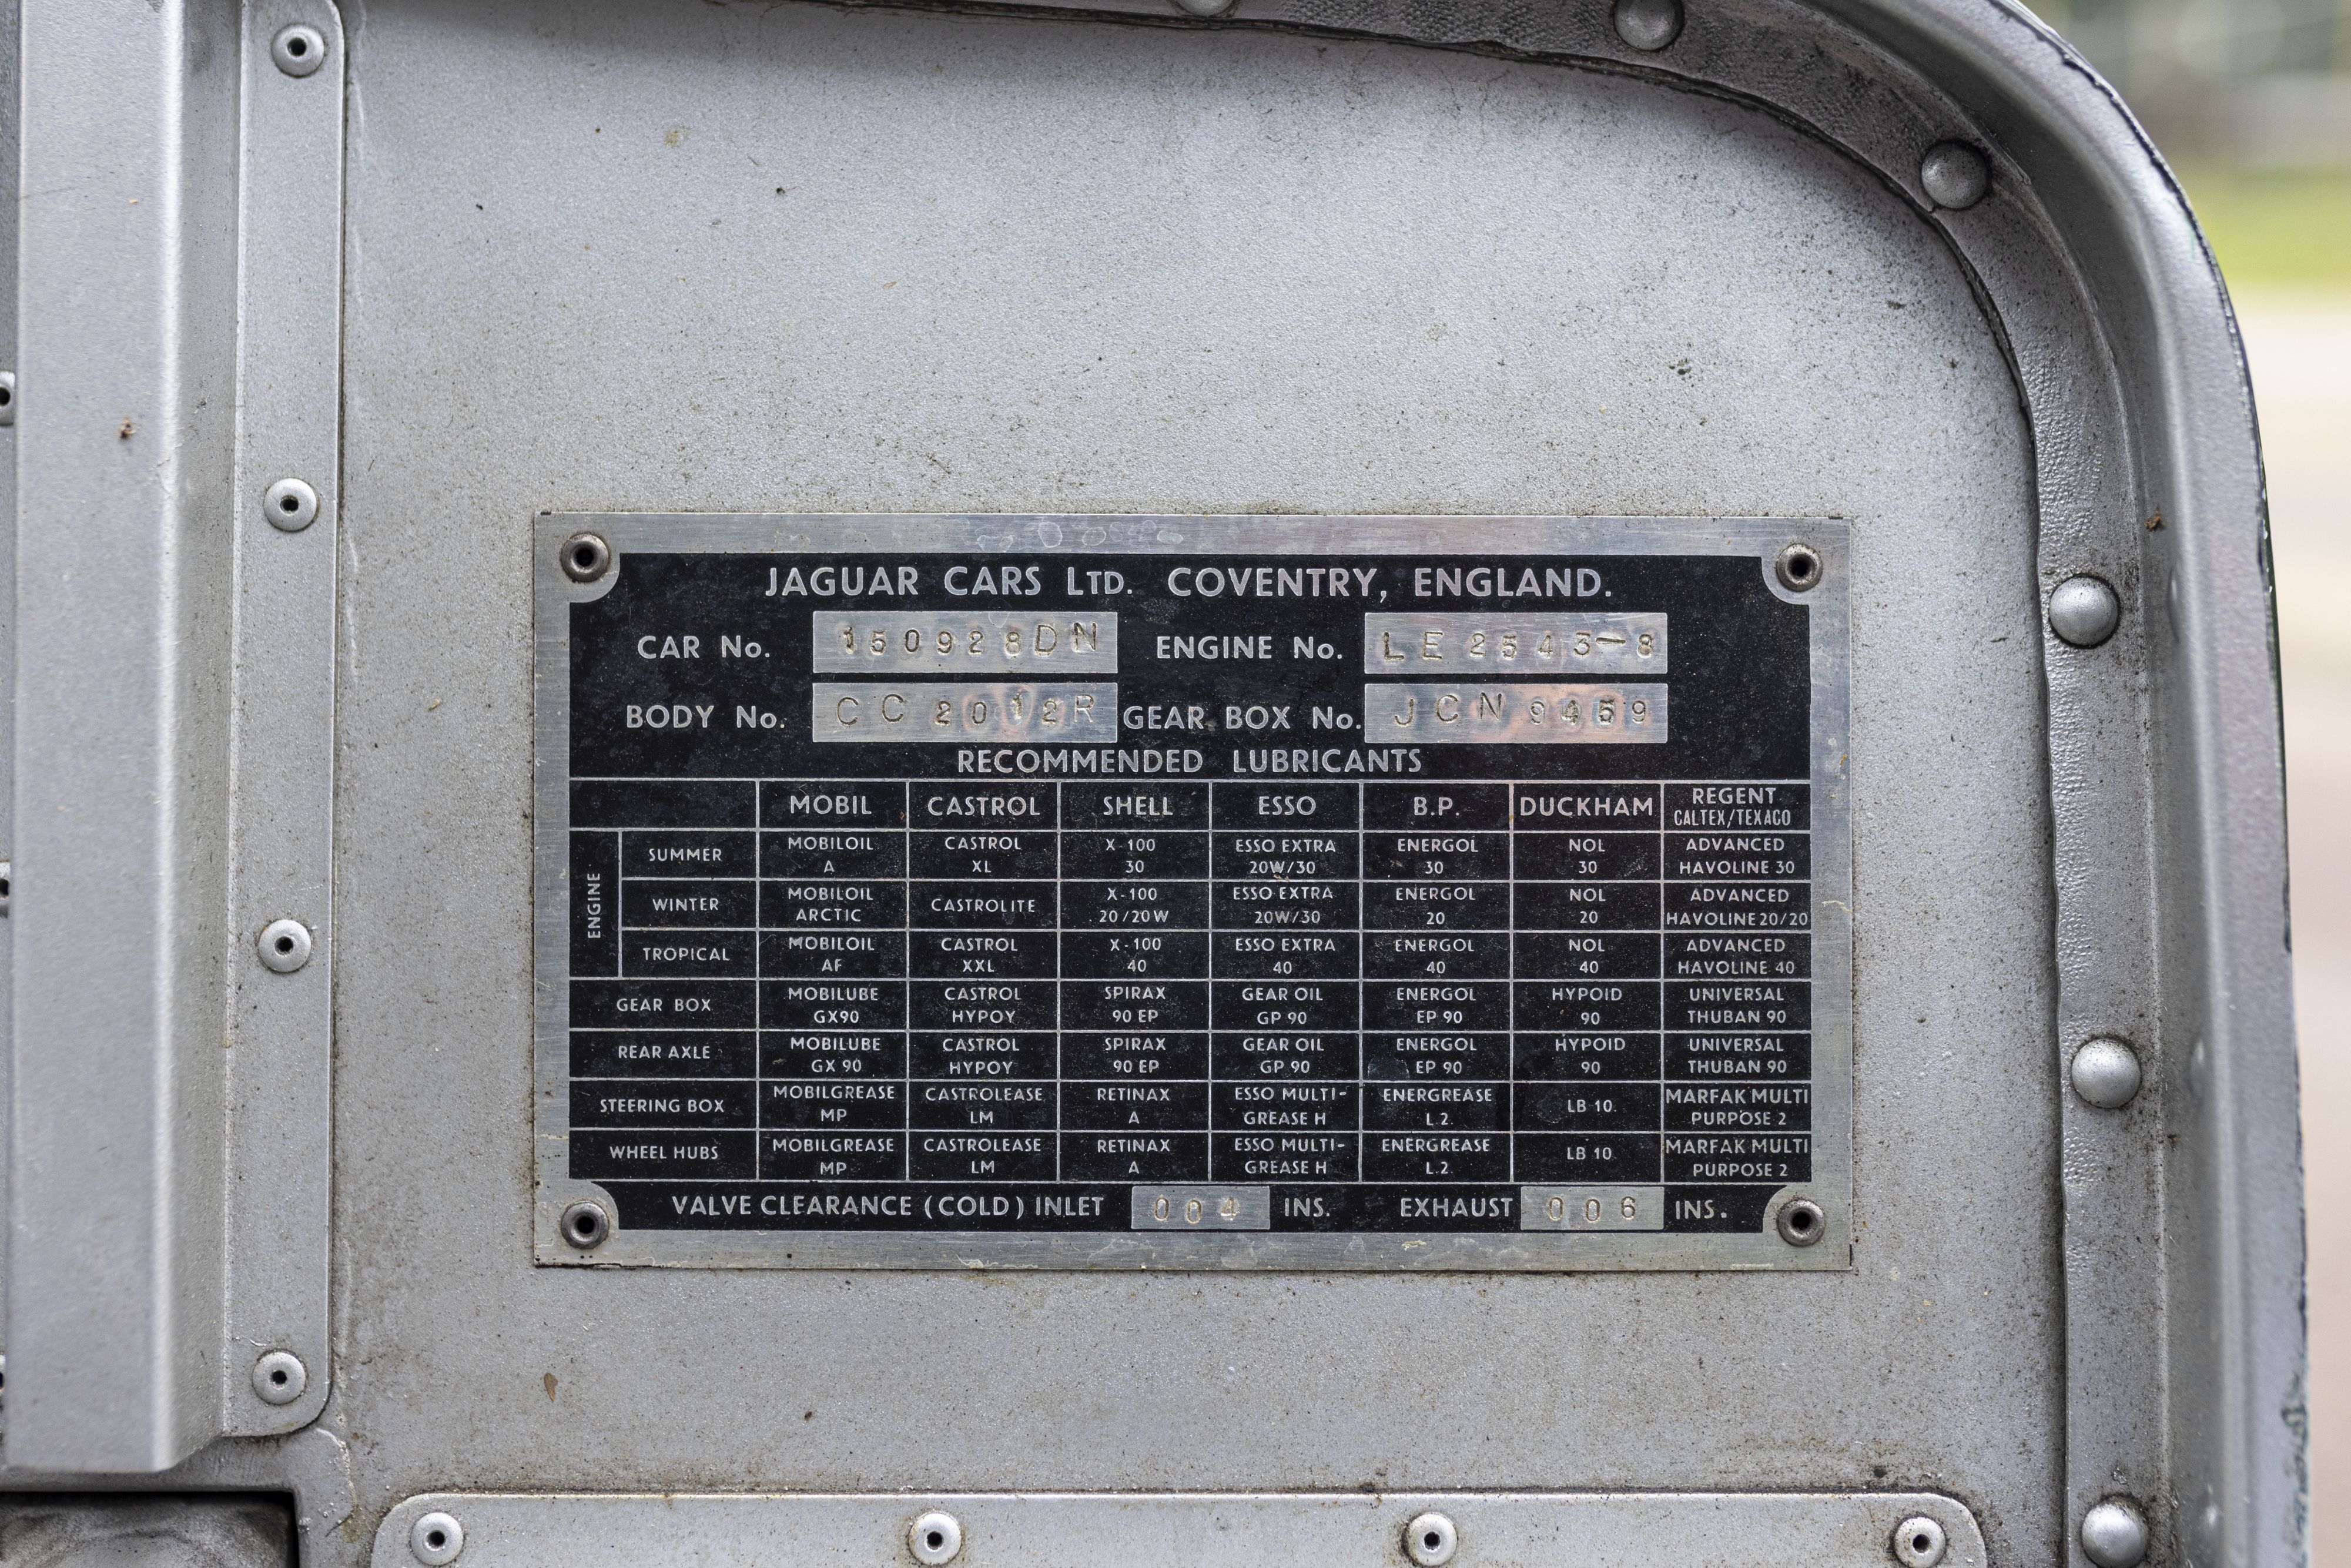 JAGUAR CARS LTD. COVENTRY, ENGLAND.
CAR No. 150928DN ENGINE No. LE2543-8
BODY No. CC2012R GEAR BOX No. JCN9459
RECOMMENDED LUBRICANTS
MOBIL CASTROL SHELL ESSO B.P. DUCKHAM REGENT CALTEX/TEXACO
ENGINE
SUMMER MOBILOIL A CASTROL XL X-100 30 ESSO EXTRA 20W/30 ENERGOL 30 NOL 30 ADVANCED HAVOLINE 30
WINTER MOBILOIL ARCTIC CASTROLITE X-100 20/20W ESSO EXTRA 20W/30 ENERGOL 20 NOL 20 ADVANCED HAVOLINE 20/20
TROPICAL MOBILOIL AF CASTROL XXL X-100 40 ESSO EXTRA 40 ENERGOL 40 NOL 40 ADVANCED HAVOLINE 40
GEAR BOX MOBILUBE GX90 CASTROL HYPOY SPIRAX 90 EP GEAR OIL GP 90 ENERGOL EP 90 HYPOID 90 UNIVERSAL THUBAN 90
REAR AXLE MOBILUBE GX 90 CASTROL HYPOY SPIRAX 90 EP GEAR OIL GP 90 ENERGOL EP 90 HYPOID 90 UNIVERSAL THUBAN 90
STEERING BOX MOBILGREASE MP CASTROLEASE LM RETINAX A ESSO MULTI-GREASE H ENERGREASE L.2. LB 10. MARFAK MULTI PURPOSE 2
WHEEL HUBS MOBILGREASE MP CASTROLEASE LM RETINAX A ESSO MULTI-GREASE H ENERGREASE L.2 LB 10 MARFAK MULTI PURPOSE 2
VALVE CLEARANCE (COLD) INLET 004 INS. EXHAUST 006 INS.